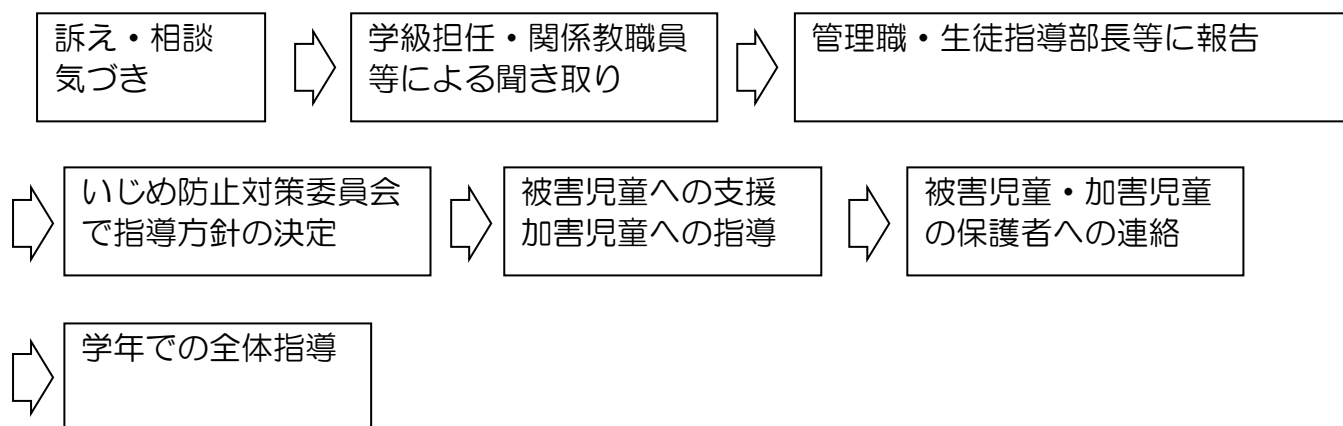 訴え・相談
気づき
学級担任・関係教職員
等による聞き取り
管理職・生徒指導部長等に報告
いじめ防止対策委員会
で指導方針の決定
被害児童への支援
加害児童への指導
被害児童・加害児童
の保護者への連絡
学年での全体指導